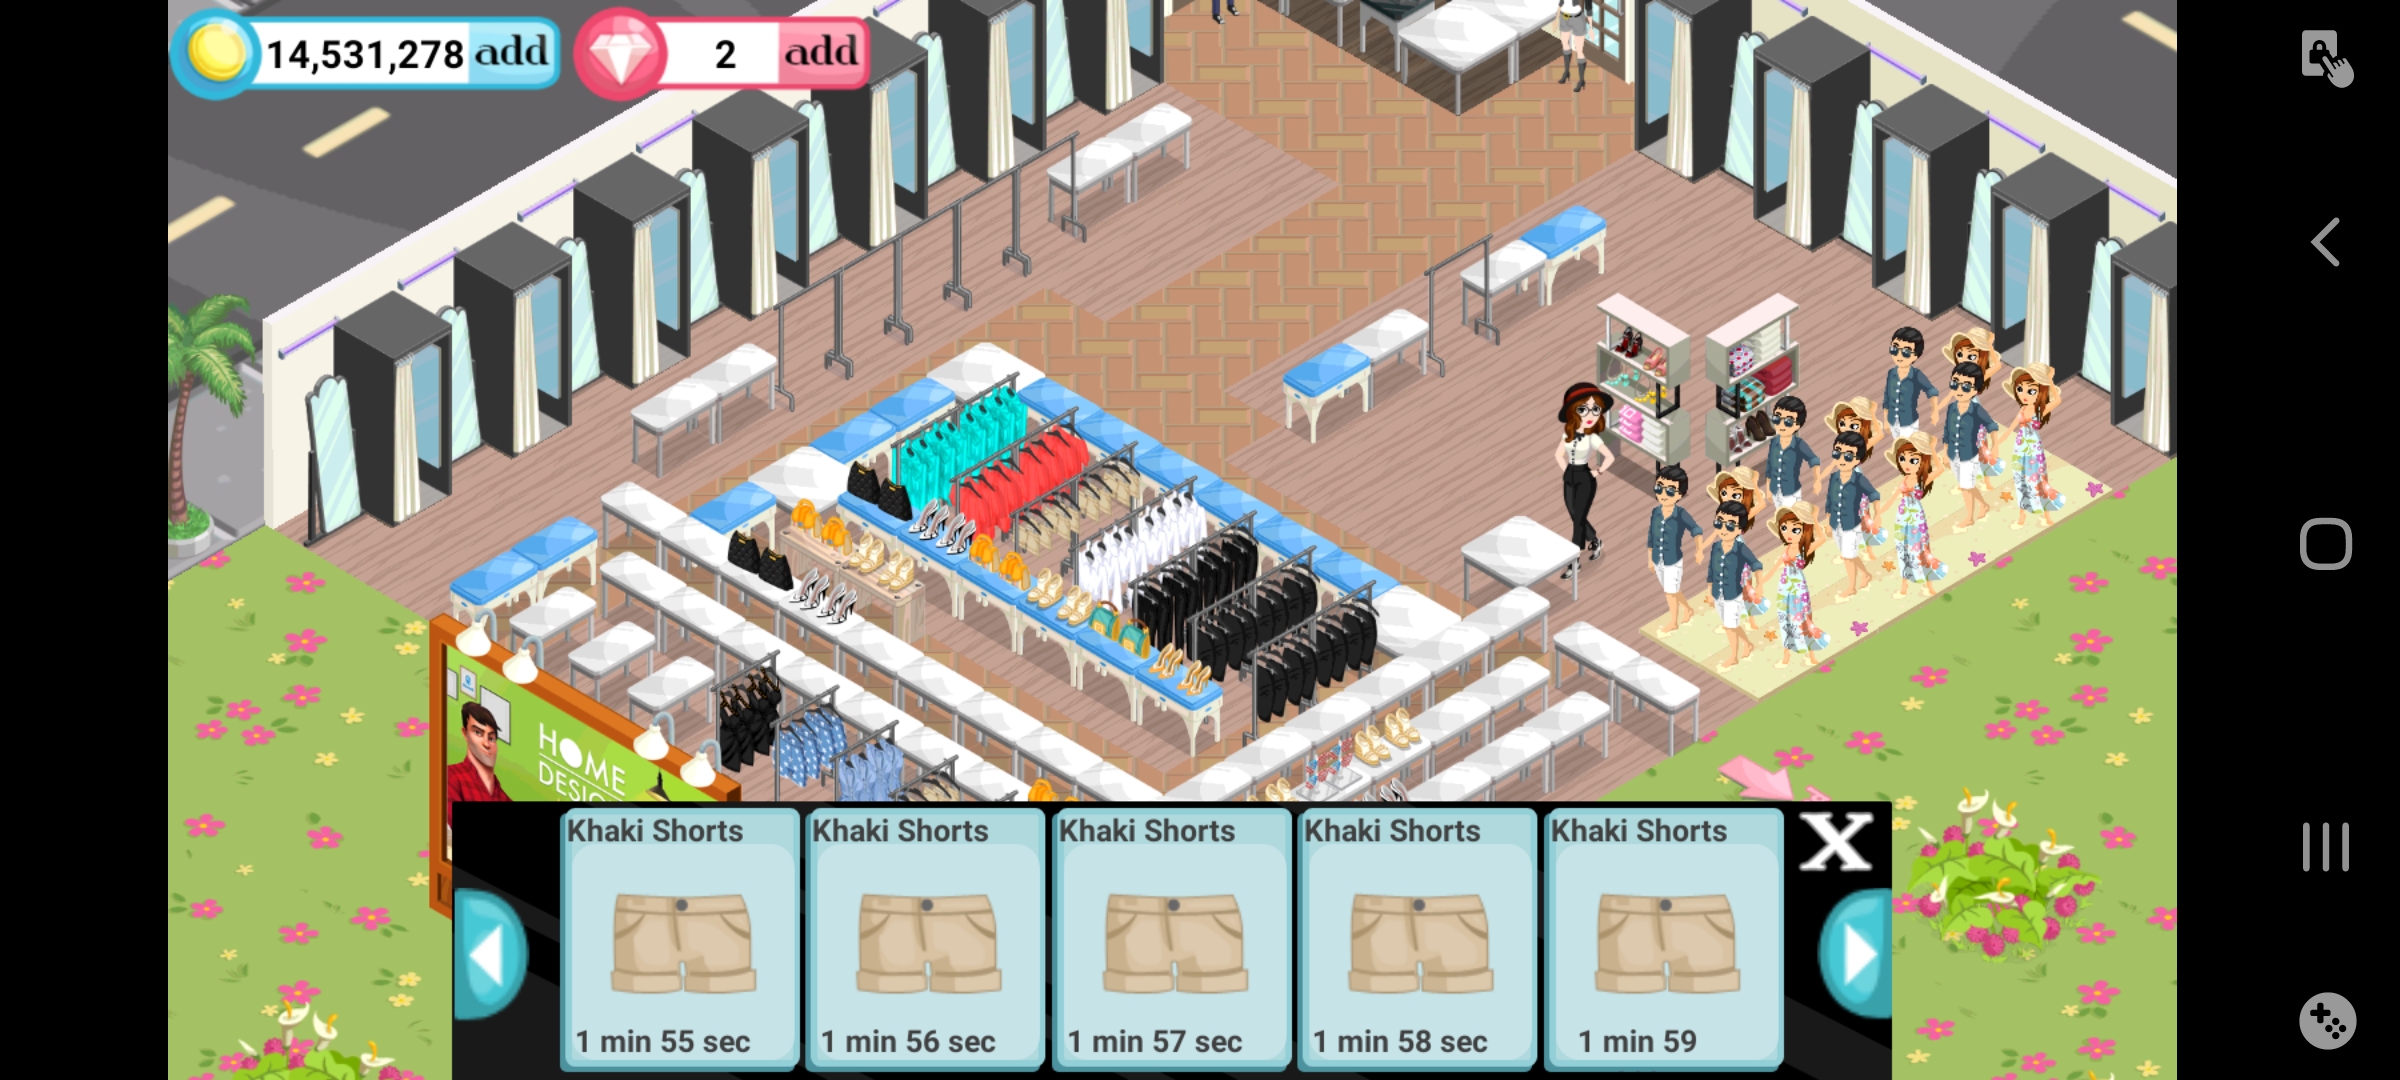 14,531,278 add
2 add
HOME
Khaki Shorts
1 min 55 sec
Khaki Shorts
1 min 56 sec
Khaki Shorts
1 min 57 sec
Khaki Shorts
1 min 58 sec
Khaki Shorts
1 min 59
X